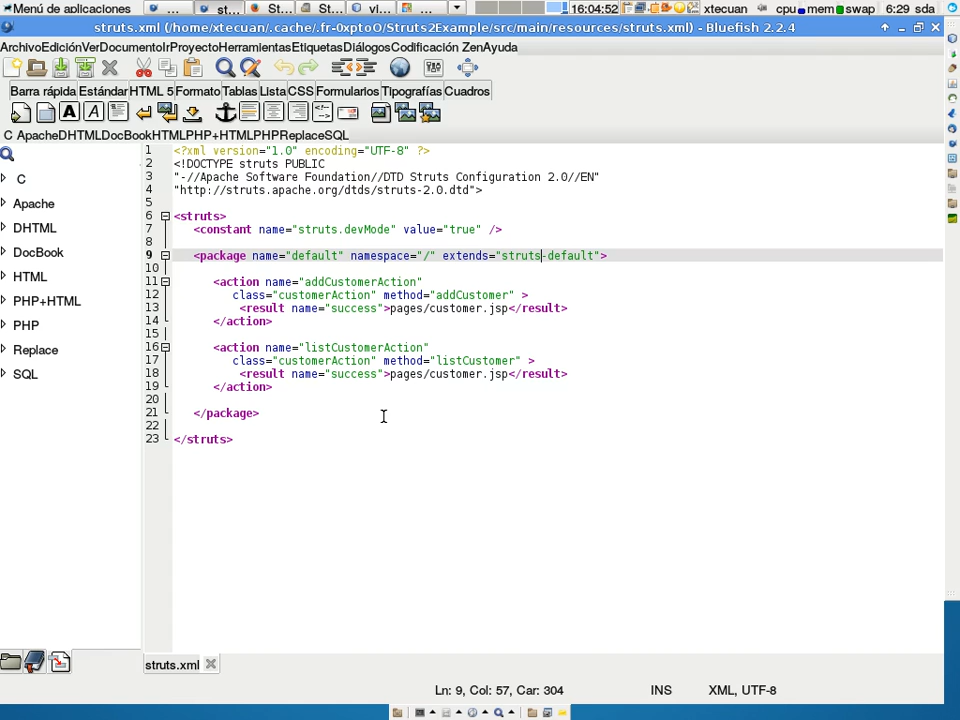 Menú de aplicaciones ... st... St... St... vi... ... 16:04:52 xtecuan cpu mem swap 6:29 sda
struts.xml (/home/xtecuan/.cache/.fr-0xptoO/Struts2Example/src/main/resources/struts.xml) - Bluefish 2.2.4
ArchivoEdiciónVerDocumentoIrProyectoHerramientasEtiquetasDiálogosCodificación ZenAyuda
Barra rápida Estándar HTML 5 Formato Tablas Lista CSS Formularios Tipografías Cuadros
C ApacheDHTMLDocBookHTMLPHP+HTMLPHPReplaceSQL
C
Apache
DHTML
DocBook
HTML
PHP+HTML
PHP
Replace
SQL
1 <?xml version="1.0" encoding="UTF-8" ?>
2 <!DOCTYPE struts PUBLIC
3 "-//Apache Software Foundation//DTD Struts Configuration 2.0//EN"
4 "http://struts.apache.org/dtds/struts-2.0.dtd">
5
6 <struts>
7 <constant name="struts.devMode" value="true" />
8
9 <package name="default" namespace="/" extends="struts-default">
10
11 <action name="addCustomerAction"
12 class="customerAction" method="addCustomer" >
13 <result name="success">pages/customer.jsp</result>
14 </action>
15
16 <action name="listCustomerAction"
17 class="customerAction" method="listCustomer" >
18 <result name="success">pages/customer.jsp</result>
19 </action>
20
21 </package>
22
23 </struts>
struts.xml
Ln: 9, Col: 57, Car: 304 INS XML, UTF-8